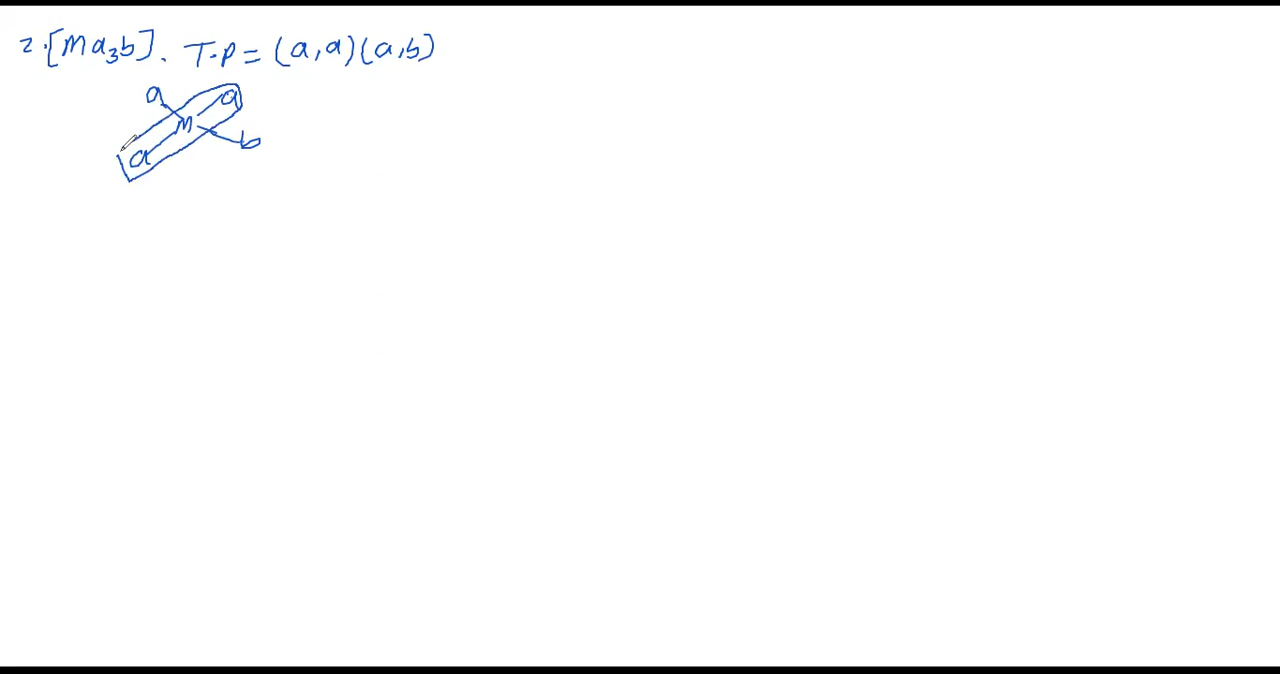 2.[Ma₃b]. T.P = (a,a)(a,b)
a a
M
a b